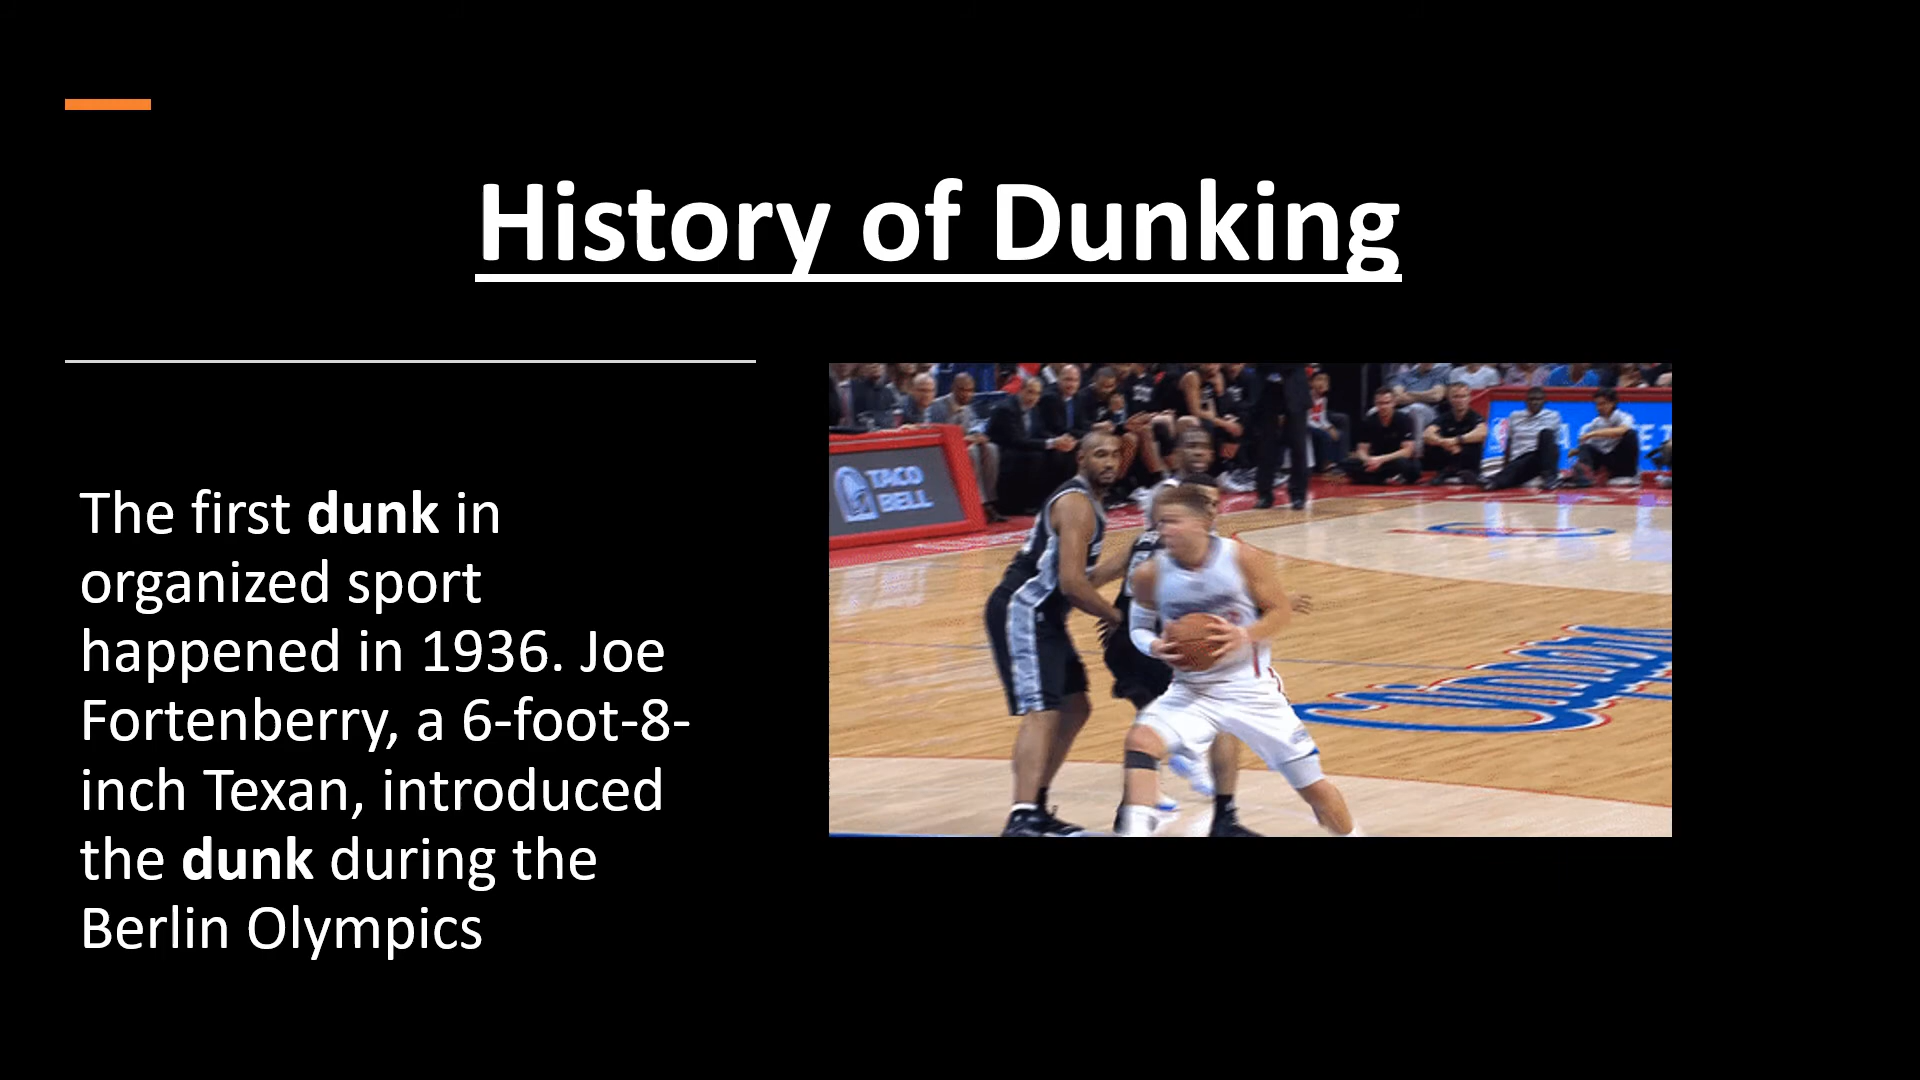 History of Dunking
The first dunk in
organized sport
happened in 1936. Joe
Fortenberry, a 6-foot-8-
inch Texan, introduced
the dunk during the
Berlin Olympics
TACO
BELL
Clippers